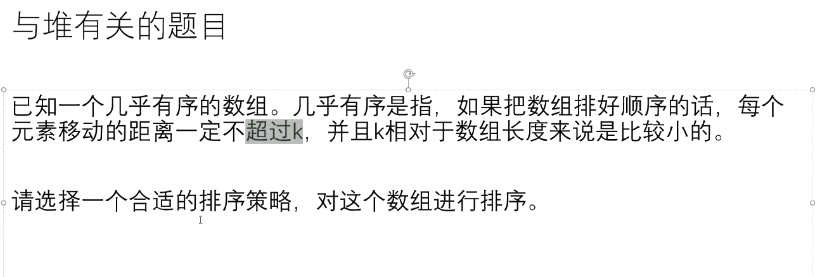 与堆有关的题目
已知一个几乎有序的数组。几乎有序是指，如果把数组排好顺序的话，每个
元素移动的距离一定不超过k，并且k相对于数组长度来说是比较小的。
请选择一个合适的排序策略，对这个数组进行排序。